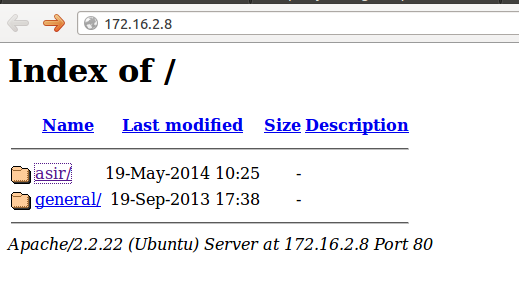 172.16.2.8
Index of /
Name Last modified Size Description
asir/ 19-May-2014 10:25 -
general/ 19-Sep-2013 17:38 -
Apache/2.2.22 (Ubuntu) Server at 172.16.2.8 Port 80